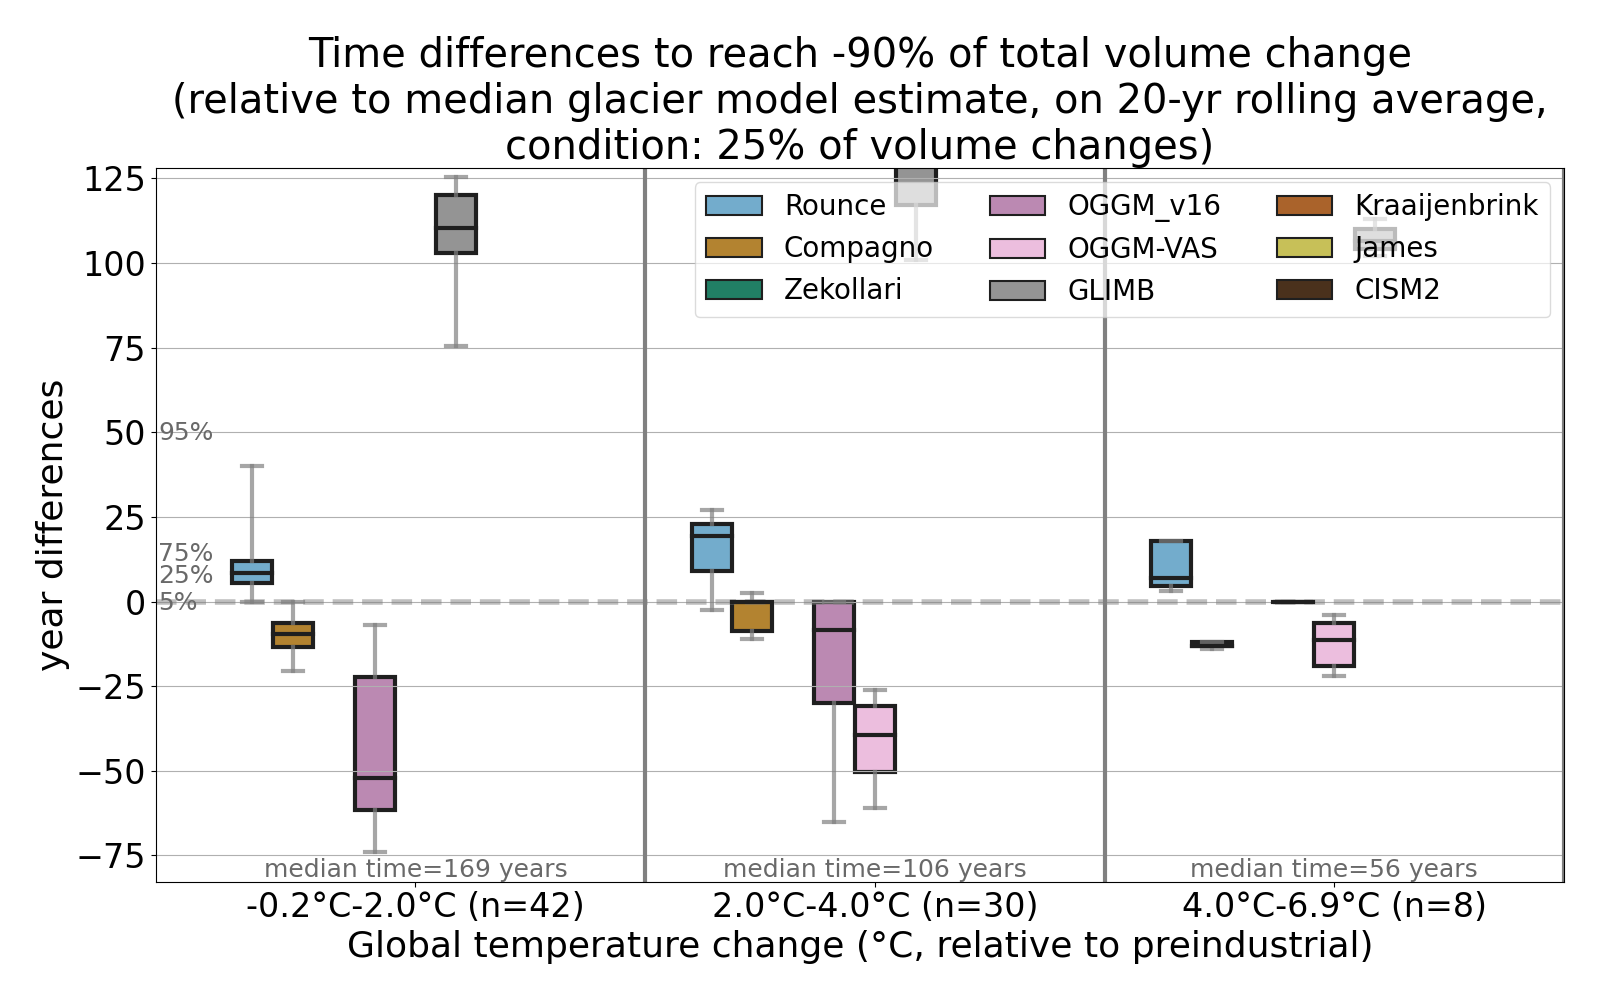 Time differences to reach -90% of total volume change
(relative to median glacier model estimate, on 20-yr rolling average,
condition: 25% of volume changes)
year differences
125
100
75
50
25
0
−25
−50
−75
95%
75%
25%
5%
Rounce
Compagno
Zekollari
OGGM_v16
OGGM-VAS
GLIMB
Kraaijenbrink
James
CISM2
median time=169 years
median time=106 years
median time=56 years
-0.2°C-2.0°C (n=42)
2.0°C-4.0°C (n=30)
4.0°C-6.9°C (n=8)
Global temperature change (°C, relative to preindustrial)